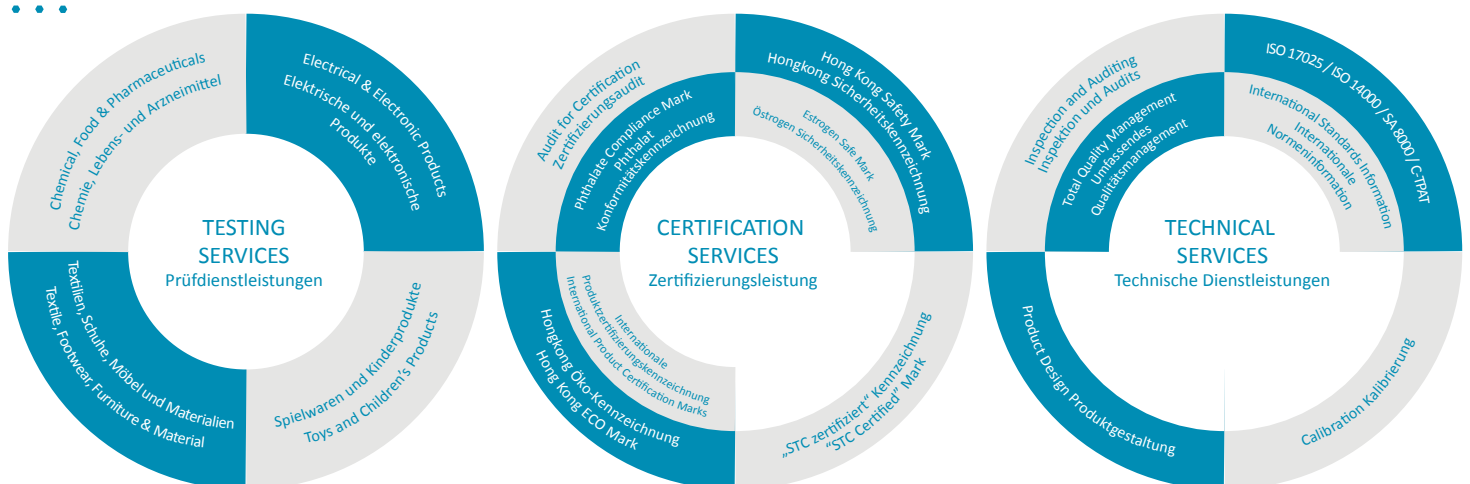 Chemical, Food & Pharmaceuticals
Chemie, Lebens- und Arzneimittel
Electrical & Electronic Products
Elektrische und elektronische
Produkte
TESTING
SERVICES
Prüfdienstleistungen
Textilien, Schuhe, Möbel und Materialien
Textile, Footwear, Furniture & Material
Spielwaren und Kinderprodukte
Toys and Children's Products
Audit for Certification
Zertifizierungsaudit
Phthalate Compliance Mark
Phthalat
Konformitätskennzeichnung
Hong Kong Safety Mark
Hongkong Sicherheitskennzeichnung
Estrogen Safe Mark
Östrogen Sicherheitskennzeichnung
CERTIFICATION
SERVICES
Zertifizierungsleistung
Internationale
Produktzertifizierungskennzeichnung
International Product Certification Marks
Hongkong Öko-Kennzeichnung
Hong Kong ECO Mark
„STC zertifiziert“ Kennzeichnung
“STC Certified” Mark
Inspection and Auditing
Inspektion und Audits
Total Quality Management
Umfassendes
Qualitätsmanagement
ISO 17025 / ISO 14000 / SA 8000 / C-TPAT
International Standards Information
Internationale
Normeninformation
TECHNICAL
SERVICES
Technische Dienstleistungen
Product Design Produktgestaltung
Calibration Kalibrierung